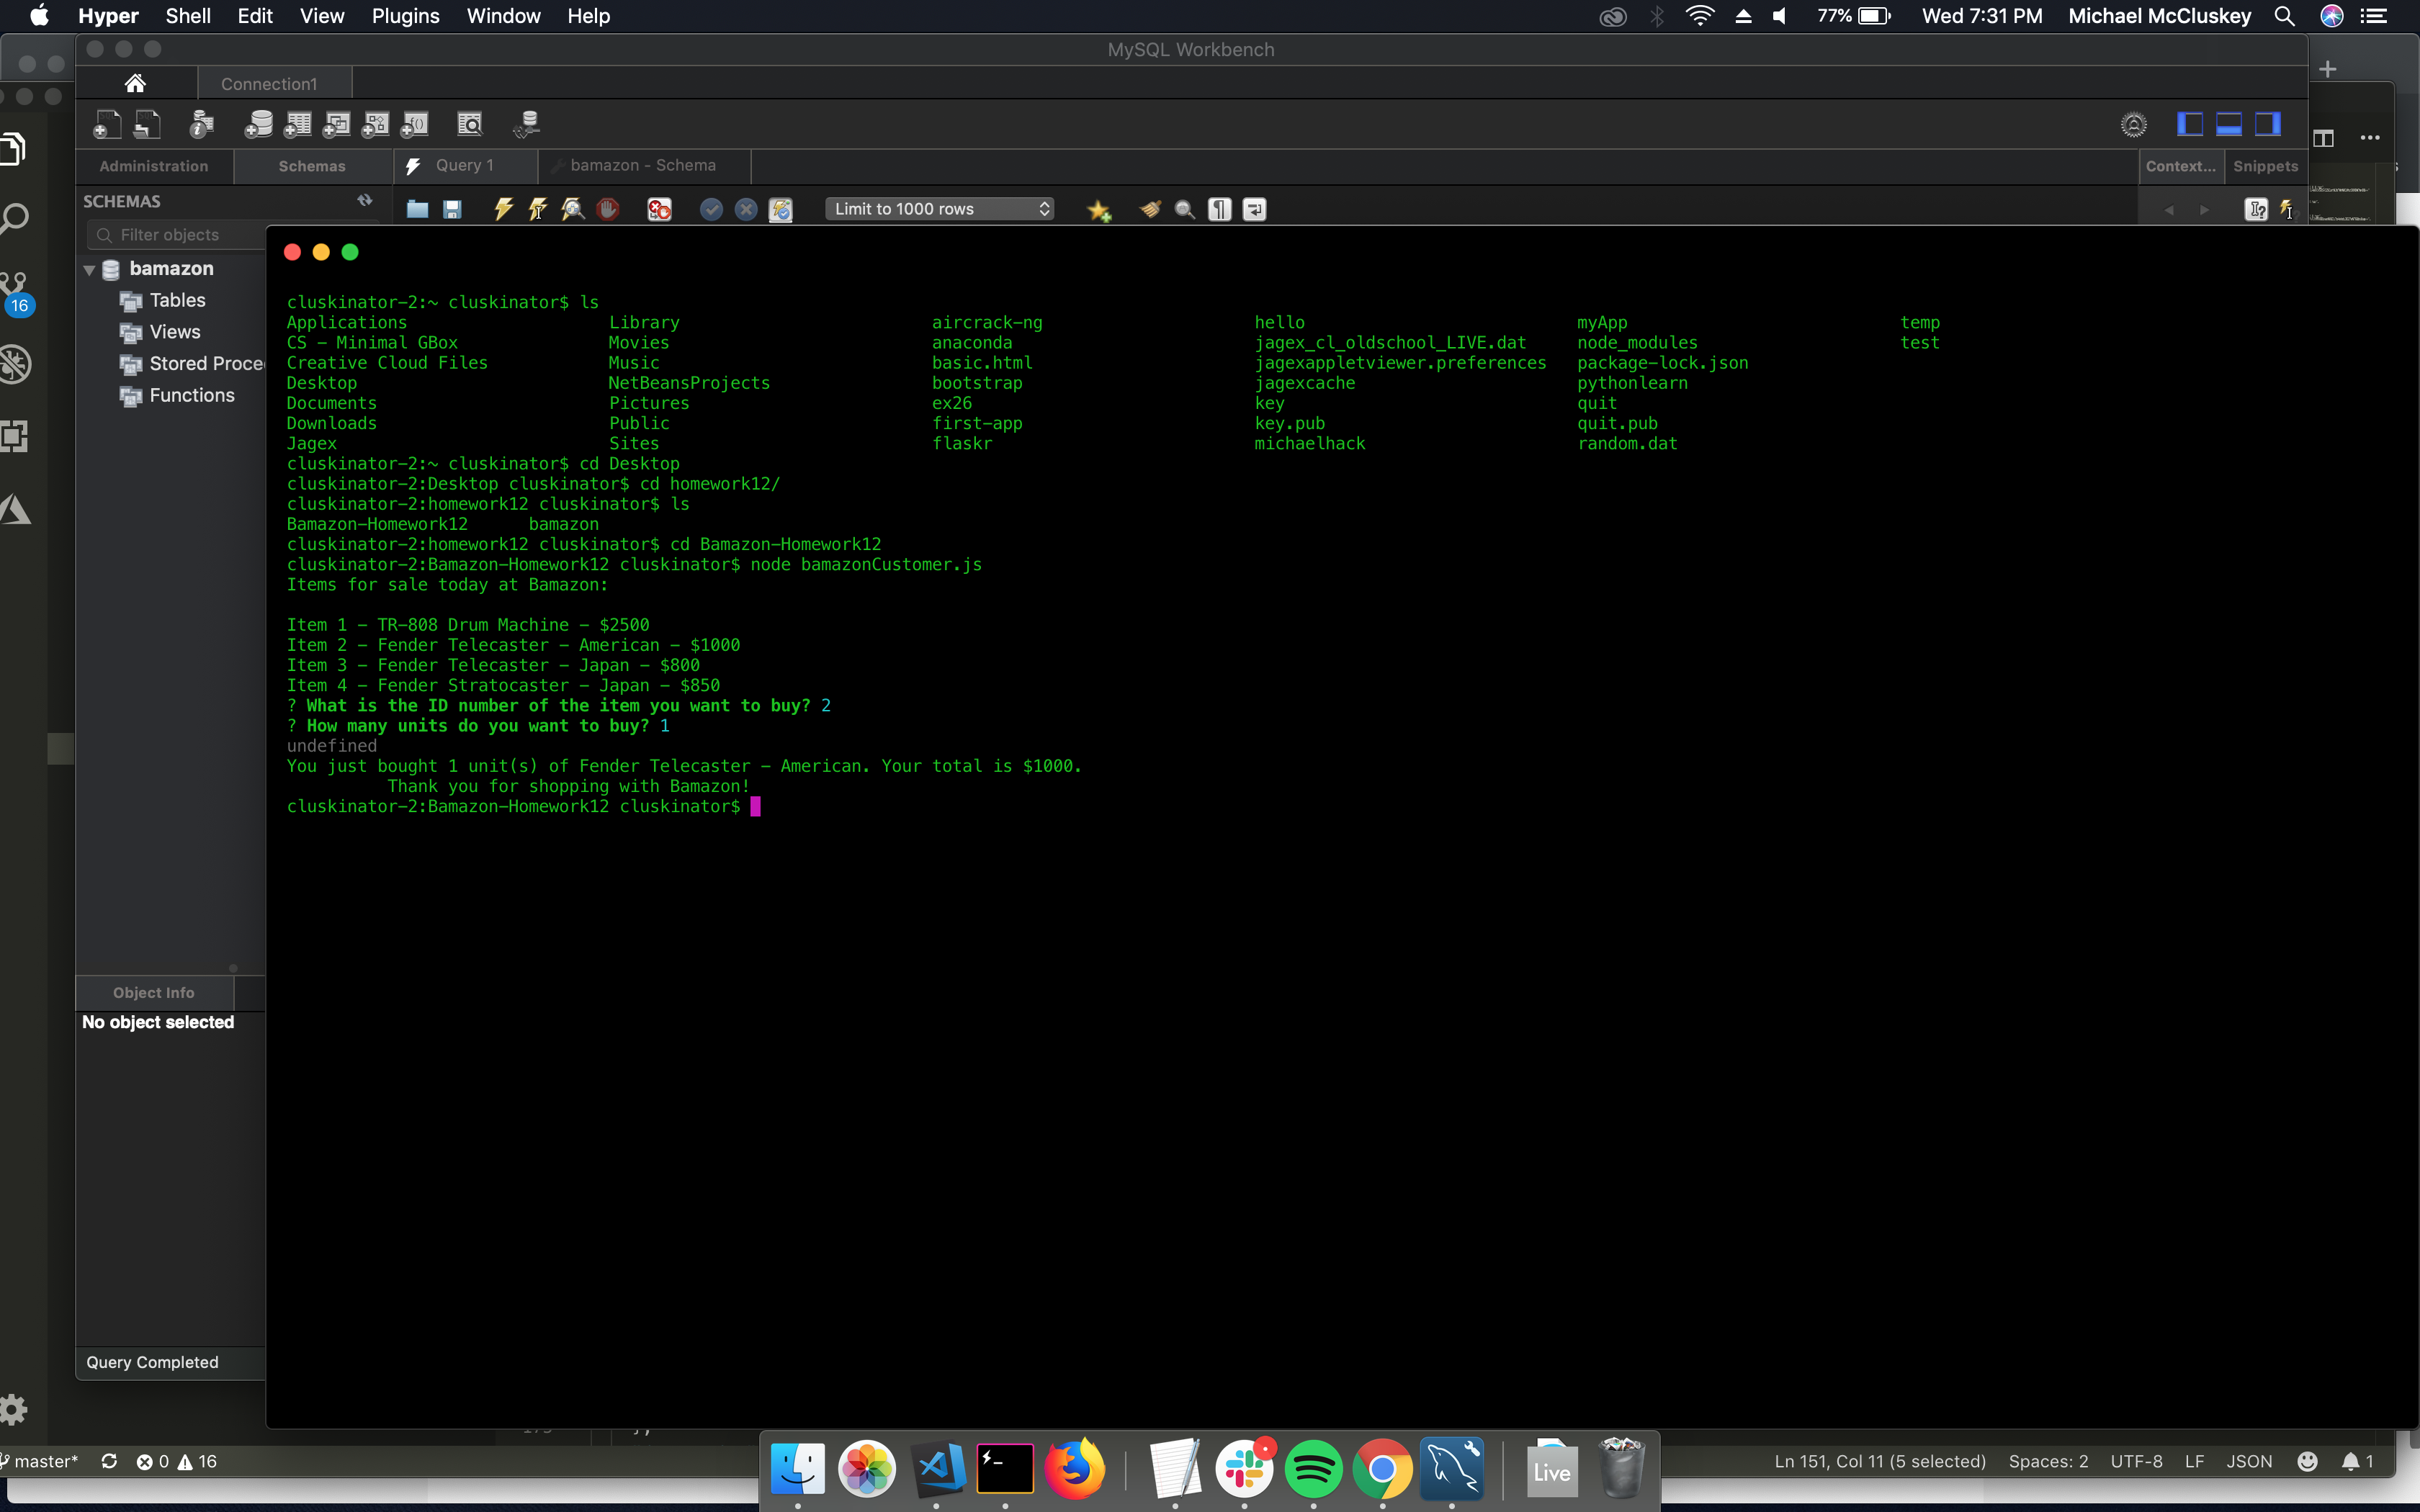 Hyper Shell Edit View Plugins Window Help 77% Wed 7:31 PM Michael McCluskey
MySQL Workbench
Connection1
Administration Schemas Query 1 bamazon - Schema Context... Snippets
SCHEMAS Limit to 1000 rows
Filter objects
bamazon
Tables
Views
Stored Proce
Functions
16
cluskinator-2:~ cluskinator$ ls
Applications Library aircrack-ng hello myApp temp
CS - Minimal GBox Movies anaconda jagex_cl_oldschool_LIVE.dat node_modules test
Creative Cloud Files Music basic.html jagexappletviewer.preferences package-lock.json
Desktop NetBeansProjects bootstrap jagexcache pythonlearn
Documents Pictures ex26 key quit
Downloads Public first-app key.pub quit.pub
Jagex Sites flaskr michaelhack random.dat
cluskinator-2:~ cluskinator$ cd Desktop
cluskinator-2:Desktop cluskinator$ cd homework12/
cluskinator-2:homework12 cluskinator$ ls
Bamazon-Homework12 bamazon
cluskinator-2:homework12 cluskinator$ cd Bamazon-Homework12
cluskinator-2:Bamazon-Homework12 cluskinator$ node bamazonCustomer.js
Items for sale today at Bamazon:
Item 1 - TR-808 Drum Machine - $2500
Item 2 - Fender Telecaster - American - $1000
Item 3 - Fender Telecaster - Japan - $800
Item 4 - Fender Stratocaster - Japan - $850
? What is the ID number of the item you want to buy? 2
? How many units do you want to buy? 1
undefined
You just bought 1 unit(s) of Fender Telecaster - American. Your total is $1000.
Thank you for shopping with Bamazon!
cluskinator-2:Bamazon-Homework12 cluskinator$
Object Info
No object selected
Query Completed
master* 0 16 Live Ln 151, Col 11 (5 selected) Spaces: 2 UTF-8 LF JSON 1